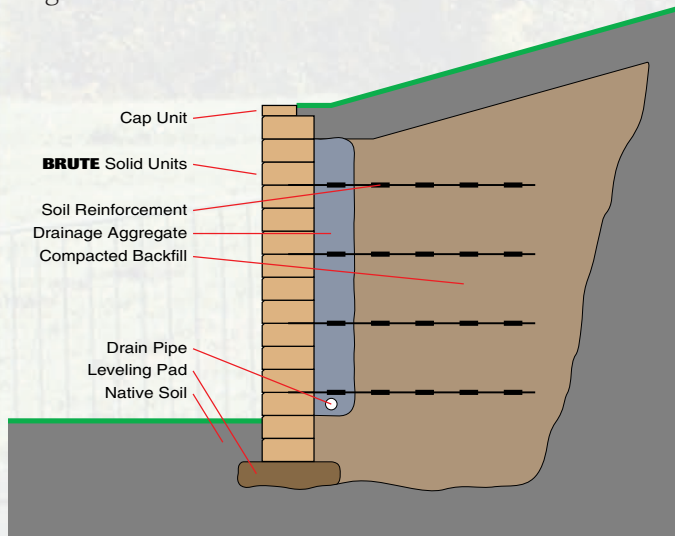 Cap Unit
BRUTE Solid Units
Soil Reinforcement
Drainage Aggregate
Compacted Backfill
Drain Pipe
Leveling Pad
Native Soil